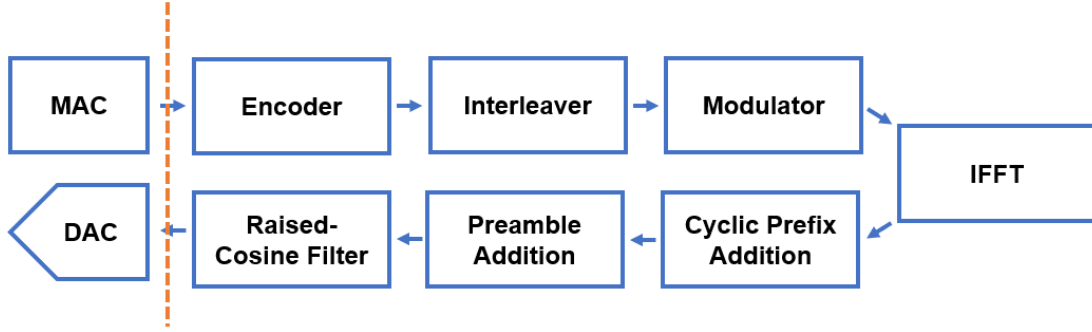 MAC
Encoder
Interleaver
Modulator
IFFT
DAC
Raised-
Cosine Filter
Preamble
Addition
Cyclic Prefix
Addition